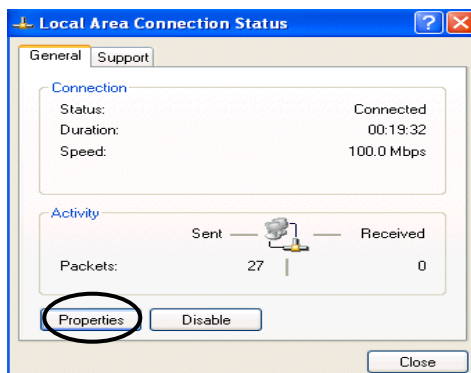 Local Area Connection Status
General Support
Connection
Status: Connected
Duration: 00:19:32
Speed: 100.0 Mbps
Activity
Sent Received
Packets: 27 0
Properties Disable
Close